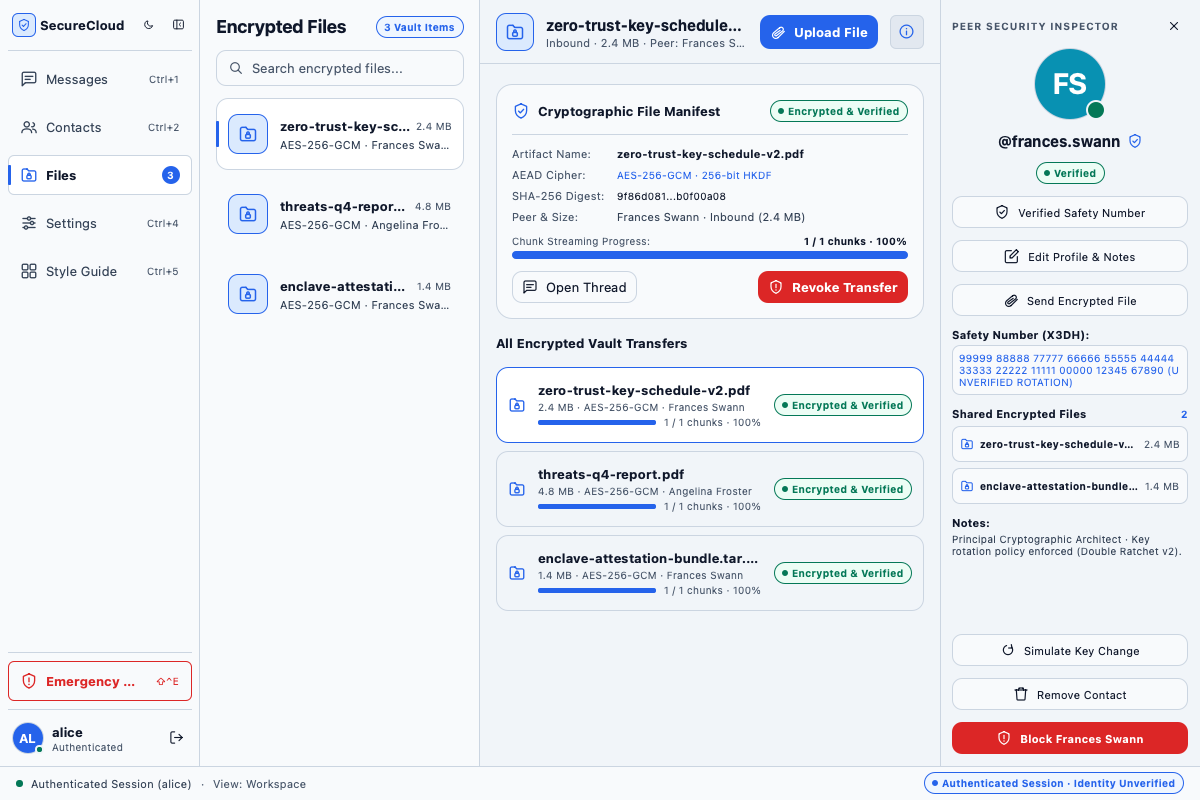 SecureCloud
Messages Ctrl+1
Contacts Ctrl+2
Files 3
Settings Ctrl+4
Style Guide Ctrl+5
Emergency ... ⇧^E
AL
alice
Authenticated
Encrypted Files
3 Vault Items
Search encrypted files...
zero-trust-key-sc... 2.4 MB
AES-256-GCM · Frances Swa...
threats-q4-repor... 4.8 MB
AES-256-GCM · Angelina Fro...
enclave-attestati... 1.4 MB
AES-256-GCM · Frances Swa...
zero-trust-key-schedule...
Inbound · 2.4 MB · Peer: Frances S...
Upload File
Cryptographic File Manifest
Encrypted & Verified
Artifact Name: zero-trust-key-schedule-v2.pdf
AEAD Cipher: AES-256-GCM · 256-bit HKDF
SHA-256 Digest: 9f86d081...b0f00a08
Peer & Size: Frances Swann · Inbound (2.4 MB)
Chunk Streaming Progress: 1 / 1 chunks · 100%
Open Thread
Revoke Transfer
All Encrypted Vault Transfers
zero-trust-key-schedule-v2.pdf
2.4 MB · AES-256-GCM · Frances Swann
1 / 1 chunks · 100%
Encrypted & Verified
threats-q4-report.pdf
4.8 MB · AES-256-GCM · Angelina Froster
1 / 1 chunks · 100%
Encrypted & Verified
enclave-attestation-bundle.tar....
1.4 MB · AES-256-GCM · Frances Swann
1 / 1 chunks · 100%
Encrypted & Verified
PEER SECURITY INSPECTOR
FS
@frances.swann
Verified
Verified Safety Number
Edit Profile & Notes
Send Encrypted File
Safety Number (X3DH):
99999 88888 77777 66666 55555 44444
33333 22222 11111 00000 12345 67890 (U
NVERIFIED ROTATION)
Shared Encrypted Files 2
zero-trust-key-schedule-v... 2.4 MB
enclave-attestation-bundle... 1.4 MB
Notes:
Principal Cryptographic Architect · Key
rotation policy enforced (Double Ratchet v2).
Simulate Key Change
Remove Contact
Block Frances Swann
Authenticated Session (alice) · View: Workspace
Authenticated Session · Identity Unverified